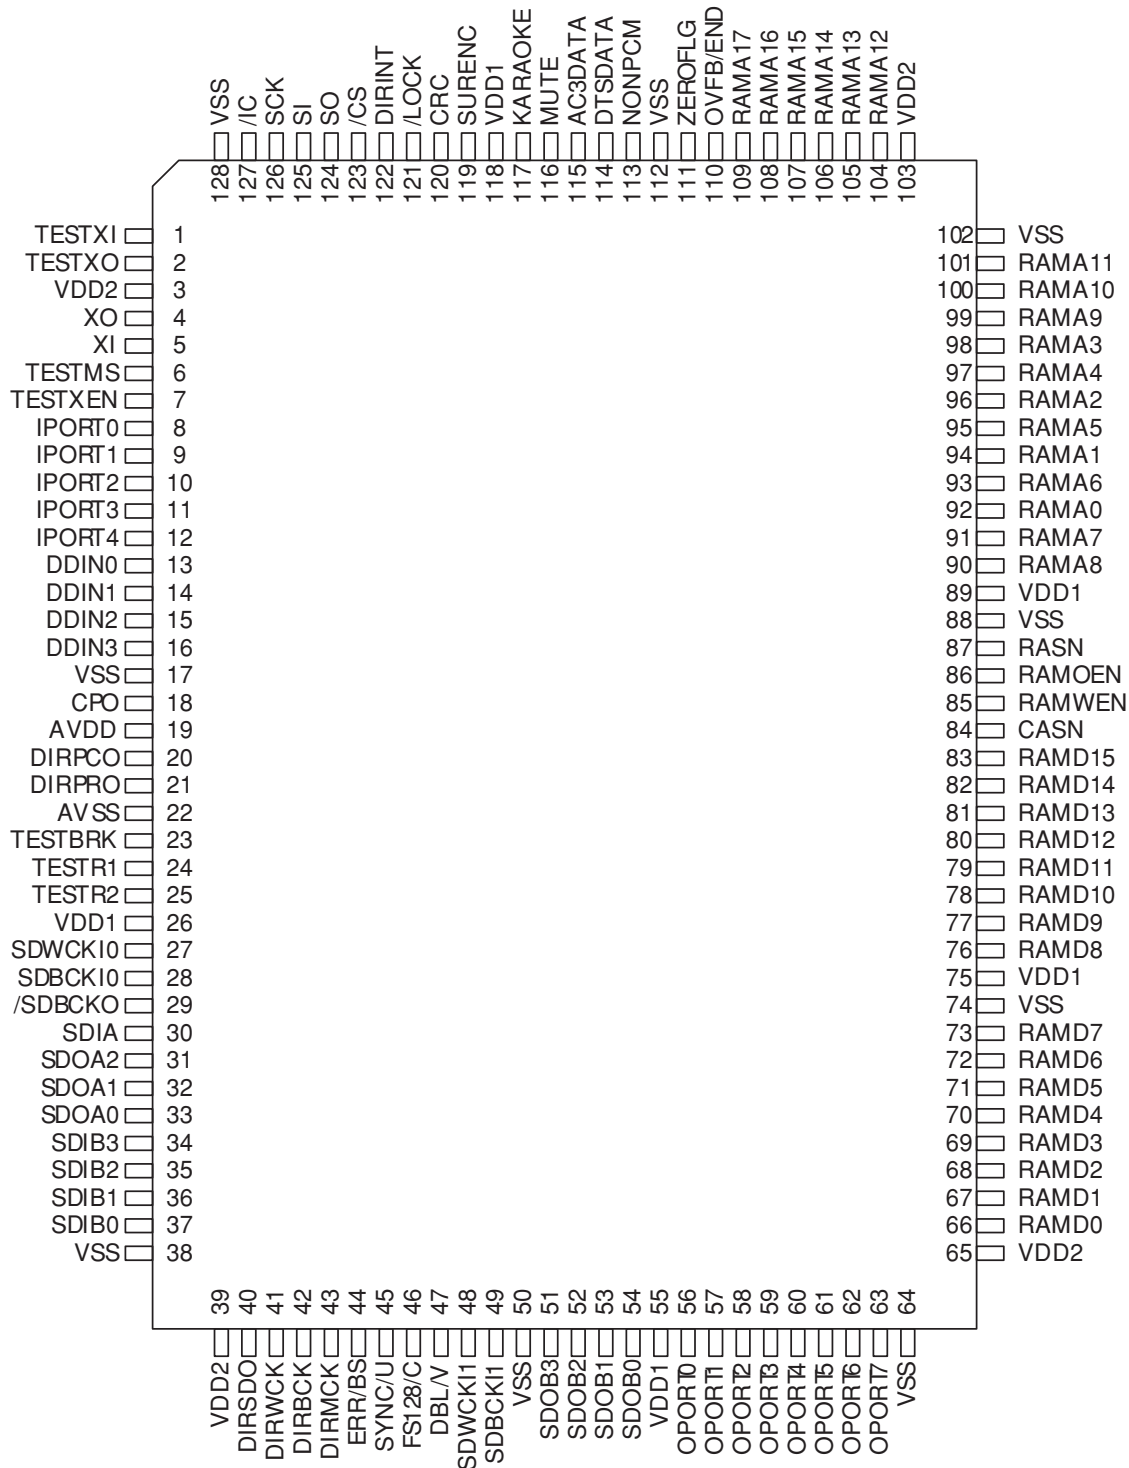 VSS
/IC
SCK
SI
SO
/CS
DIRINT
/LOCK
CRC
SURENC
VDD1
KARAOKE
MUTE
AC3DATA
DTSDATA
NONPCM
VSS
ZEROFLG
OVFB/END
RAMA17
RAMA16
RAMA15
RAMA14
RAMA13
RAMA12
VDD2
128
127
126
125
124
123
122
121
120
119
118
117
116
115
114
113
112
111
110
109
108
107
106
105
104
103
TESTXI 1
TESTXO 2
VDD2 3
XO 4
XI 5
TESTMS 6
TESTXEN 7
IPORT0 8
IPORT1 9
IPORT2 10
IPORT3 11
IPORT4 12
DDIN0 13
DDIN1 14
DDIN2 15
DDIN3 16
VSS 17
CPO 18
AVDD 19
DIRPCO 20
DIRPRO 21
AVSS 22
TESTBRK 23
TESTR1 24
TESTR2 25
VDD1 26
SDWCKI0 27
SDBCKI0 28
/SDBCKO 29
SDIA 30
SDOA2 31
SDOA1 32
SDOA0 33
SDIB3 34
SDIB2 35
SDIB1 36
SDIB0 37
VSS 38
102 VSS
101 RAMA11
100 RAMA10
99 RAMA9
98 RAMA3
97 RAMA4
96 RAMA2
95 RAMA5
94 RAMA1
93 RAMA6
92 RAMA0
91 RAMA7
90 RAMA8
89 VDD1
88 VSS
87 RASN
86 RAMOEN
85 RAMWEN
84 CASN
83 RAMD15
82 RAMD14
81 RAMD13
80 RAMD12
79 RAMD11
78 RAMD10
77 RAMD9
76 RAMD8
75 VDD1
74 VSS
73 RAMD7
72 RAMD6
71 RAMD5
70 RAMD4
69 RAMD3
68 RAMD2
67 RAMD1
66 RAMD0
65 VDD2
39
40
41
42
43
44
45
46
47
48
49
50
51
52
53
54
55
56
57
58
59
60
61
62
63
64
VDD2
DIRSDO
DIRWCK
DIRBCK
DIRMCK
ERR/BS
SYNC/U
FS128/C
DBL/V
SDWCKI1
SDBCKI1
VSS
SDOB3
SDOB2
SDOB1
SDOB0
VDD1
OPORT0
OPORT1
OPORT2
OPORT3
OPORT4
OPORT5
OPORT6
OPORT7
VSS